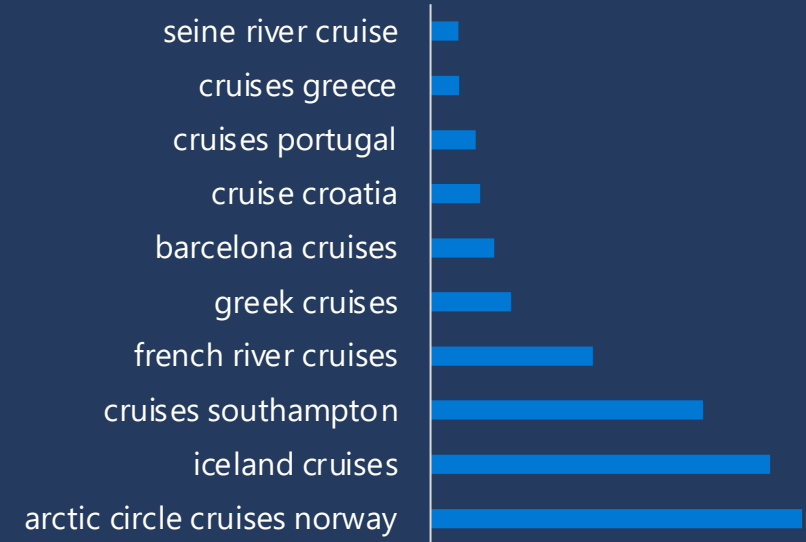 seine river cruise
cruises greece
cruises portugal
cruise croatia
barcelona cruises
greek cruises
french river cruises
cruises southampton
iceland cruises
arctic circle cruises norway